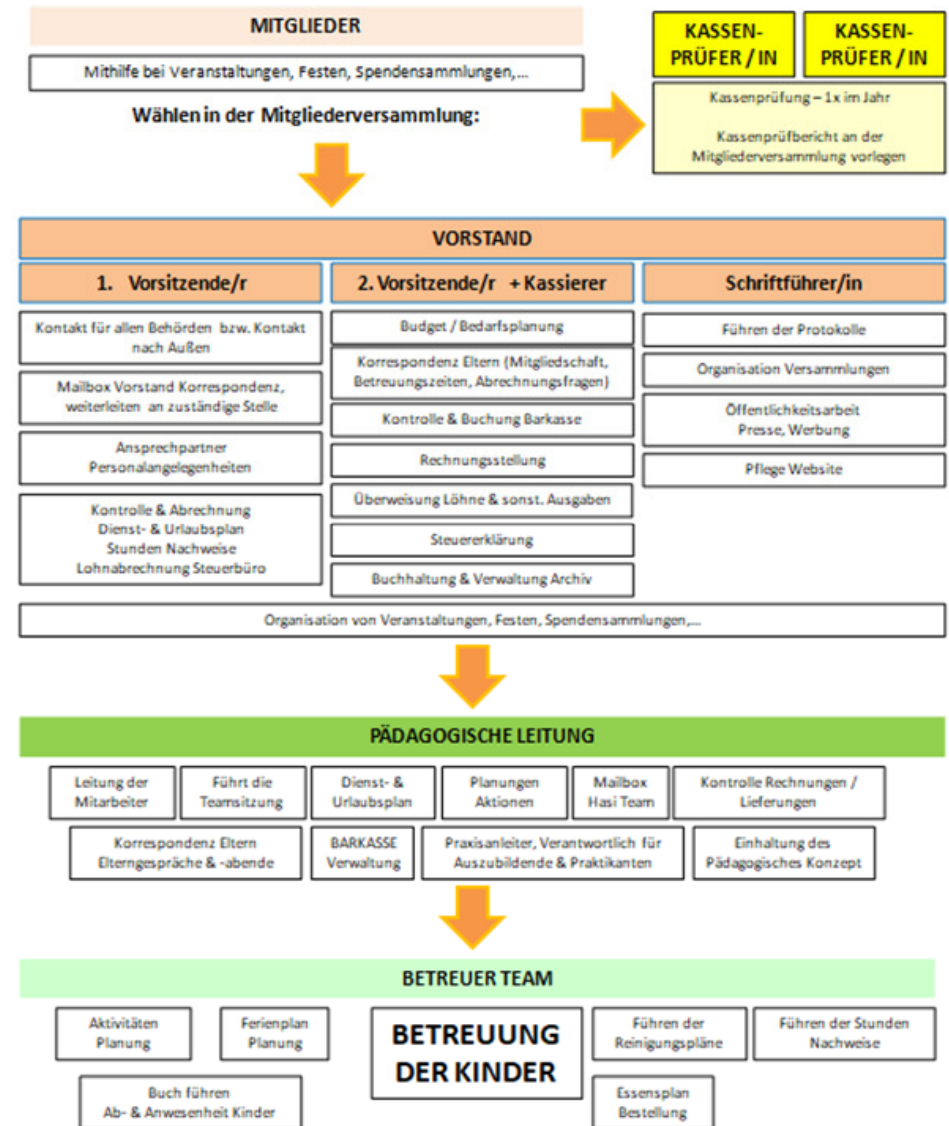 MITGLIEDER
Mithilfe bei Veranstaltungen, Festen, Spendensammlungen,...
Wählen in der Mitgliederversammlung:
KASSEN-
PRÜFER / IN
KASSEN-
PRÜFER / IN
Kassenprüfung – 1x im Jahr
Kassenprüfbericht an der
Mitgliederversammlung vorlegen
VORSTAND
1. Vorsitzende/r
Kontakt für allen Behörden bzw. Kontakt
nach Außen
Mailbox Vorstand Korrespondenz,
weiterleiten an zuständige Stelle
Ansprechpartner
Personalangelegenheiten
Kontrolle & Abrechnung
Dienst- & Urlaubsplan
Stunden Nachweise
Lohnabrechnung Steuerbüro
2. Vorsitzende/r + Kassierer
Budget / Bedarfsplanung
Korrespondenz Eltern (Mitgliedschaft,
Betreuungszeiten, Abrechnungsfragen)
Kontrolle & Buchung Barkasse
Rechnungsstellung
Überweisung Löhne & sonst. Ausgaben
Steuererklärung
Buchhaltung & Verwaltung Archiv
Schriftführer/in
Führen der Protokolle
Organisation Versammlungen
Öffentlichkeitsarbeit
Presse, Werbung
Pflege Website
Organisation von Veranstaltungen, Festen, Spendensammlungen,...
PÄDAGOGISCHE LEITUNG
Leitung der
Mitarbeiter
Führt die
Teamsitzung
Dienst- &
Urlaubsplan
Planungen
Aktionen
Mailbox
Hasi Team
Kontrolle Rechnungen /
Lieferungen
Korrespondenz Eltern
Elterngespräche & -abende
BARKASSE
Verwaltung
Praxisanleiter, Verantwortlich für
Auszubildende & Praktikanten
Einhaltung des
Pädagogisches Konzept
BETREUER TEAM
Aktivitäten
Planung
Ferienplan
Planung
BETREUUNG
DER KINDER
Führen der
Reinigungspläne
Führen der Stunden
Nachweise
Buch führen
Ab- & Anwesenheit Kinder
Essensplan
Bestellung